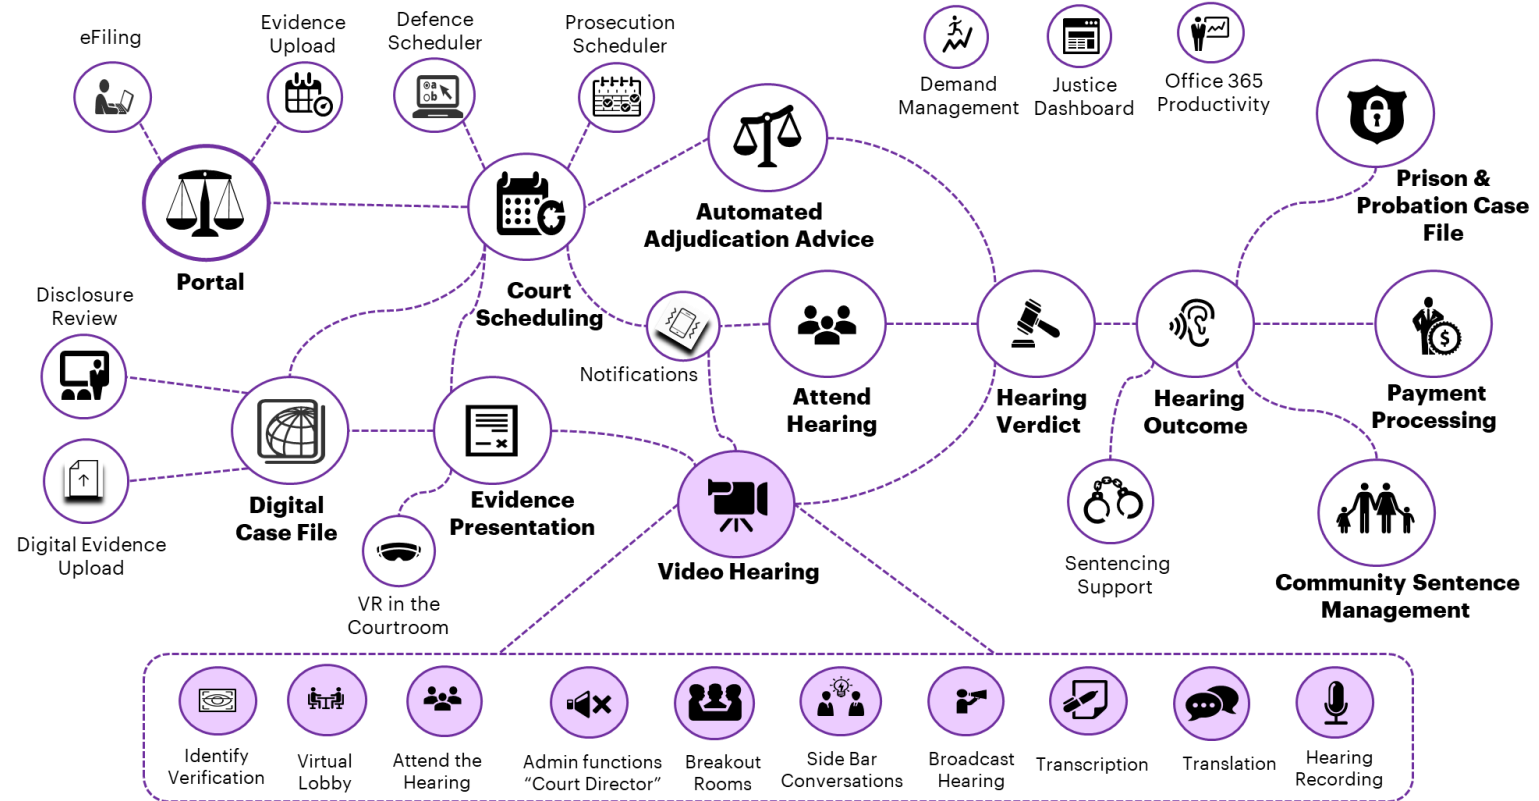 eFiling
Evidence
Upload
Defence
Scheduler
Prosecution
Scheduler
Demand
Management
Justice
Dashboard
Office 365
Productivity
Portal
Court
Scheduling
Automated
Adjudication Advice
Prison &
Probation Case
File
Disclosure
Review
Digital Evidence
Upload
Digital
Case File
Evidence
Presentation
VR in the
Courtroom
Notifications
Attend
Hearing
Video Hearing
Hearing
Verdict
Hearing
Outcome
Sentencing
Support
Payment
Processing
Community Sentence
Management
Identify
Verification
Virtual
Lobby
Attend the
Hearing
Admin functions
“Court Director”
Breakout
Rooms
Side Bar
Conversations
Broadcast
Hearing
Transcription
Translation
Hearing
Recording